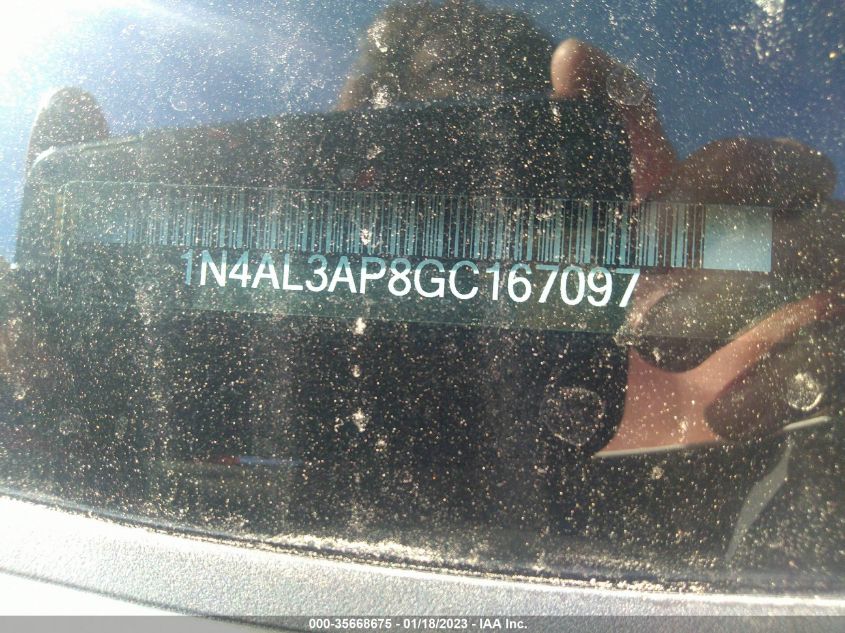 1N4AL3AP8GC167097
000-35668675 - 01/18/2023 - IAA Inc.